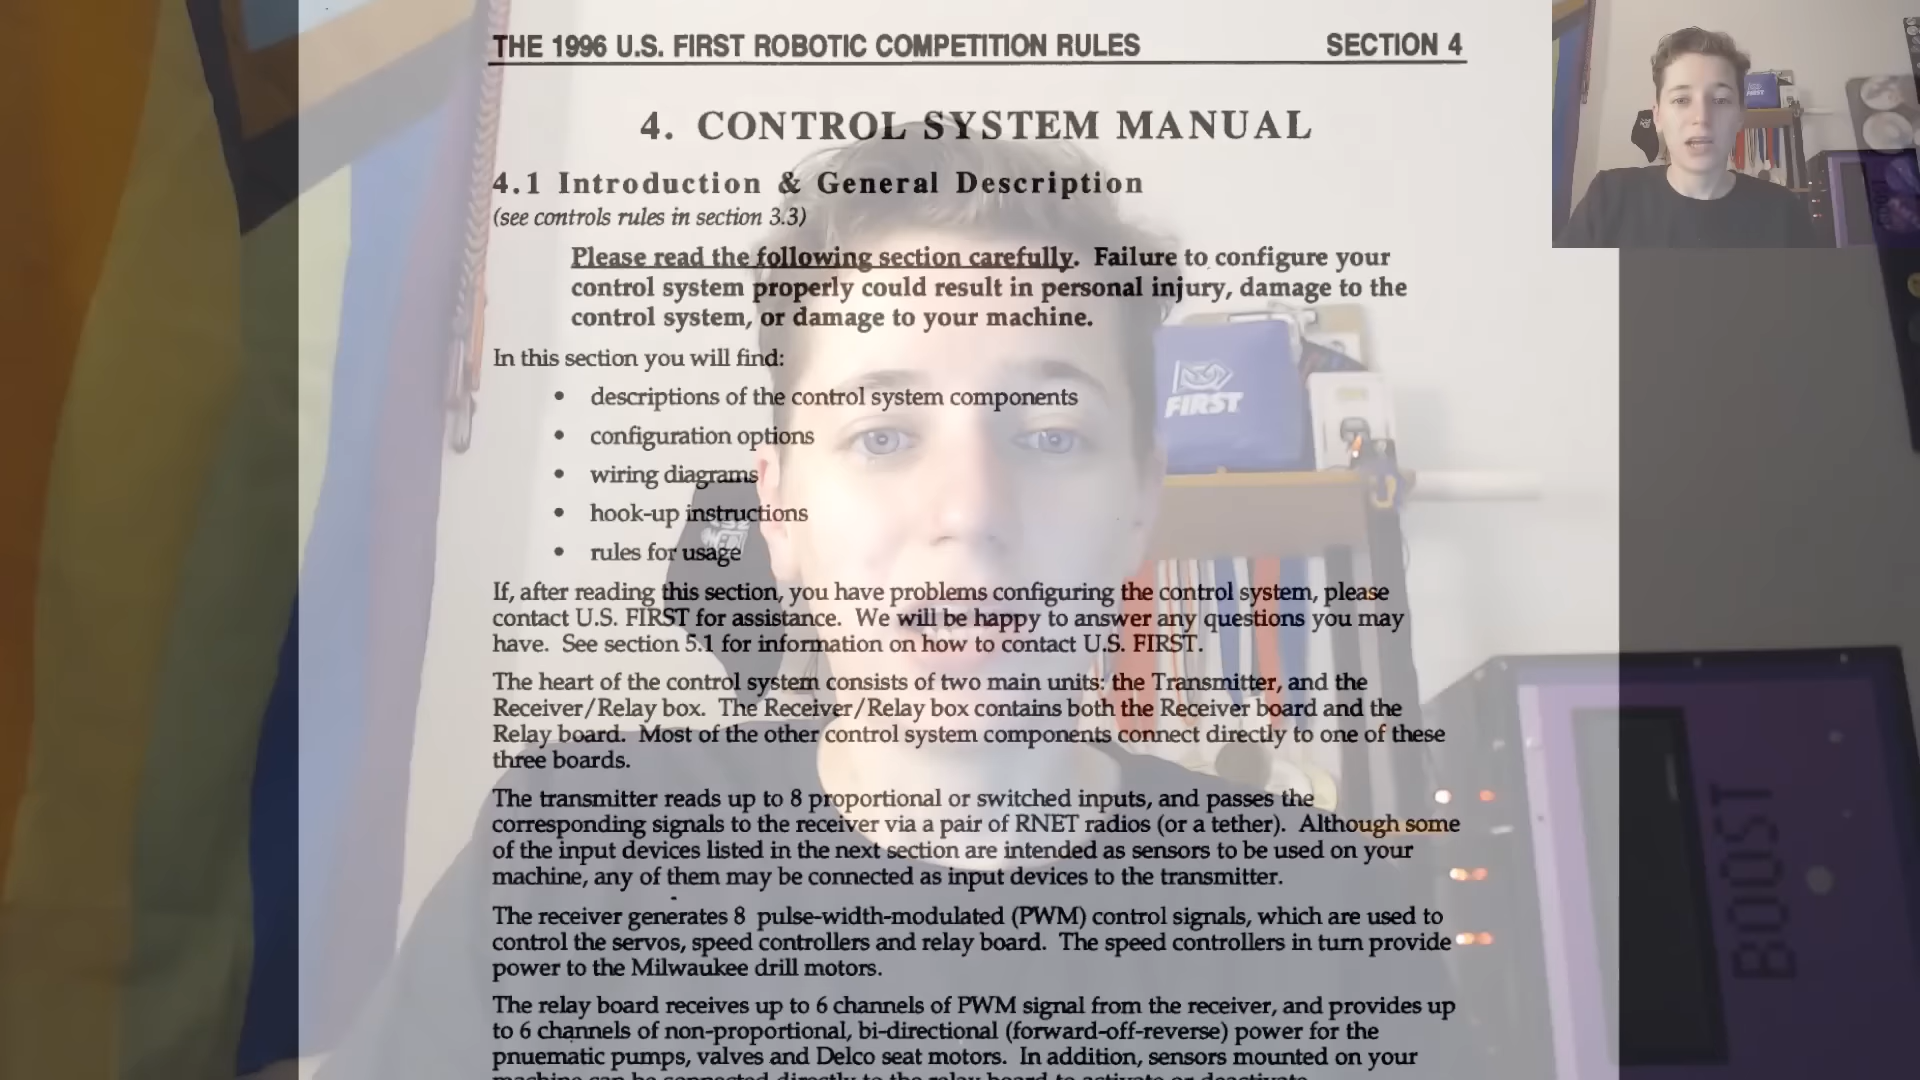 THE 1996 U.S. FIRST ROBOTIC COMPETITION RULES SECTION 4
4. CONTROL SYSTEM MANUAL
4.1 Introduction & General Description
(see controls rules in section 3.3)
Please read the following section carefully. Failure to configure your
control system properly could result in personal injury, damage to the
control system, or damage to your machine.
In this section you will find:
• descriptions of the control system components
• configuration options
• wiring diagrams
• hook-up instructions
• rules for usage
If, after reading this section, you have problems configuring the control system, please
contact U.S. FIRST for assistance. We will be happy to answer any questions you may
have. See section 5.1 for information on how to contact U.S. FIRST.
The heart of the control system consists of two main units: the Transmitter, and the
Receiver/Relay box. The Receiver/Relay box contains both the Receiver board and the
Relay board. Most of the other control system components connect directly to one of these
three boards.
The transmitter reads up to 8 proportional or switched inputs, and passes the
corresponding signals to the receiver via a pair of RNET radios (or a tether). Although some
of the input devices listed in the next section are intended as sensors to be used on your
machine, any of them may be connected as input devices to the transmitter.
The receiver generates 8 pulse-width-modulated (PWM) control signals, which are used to
control the servos, speed controllers and relay board. The speed controllers in turn provide
power to the Milwaukee drill motors.
The relay board receives up to 6 channels of PWM signal from the receiver, and provides up
to 6 channels of non-proportional, bi-directional (forward-off-reverse) power for the
pnuematic pumps, valves and Delco seat motors. In addition, sensors mounted on your
FIRST
BOOST
FIRST